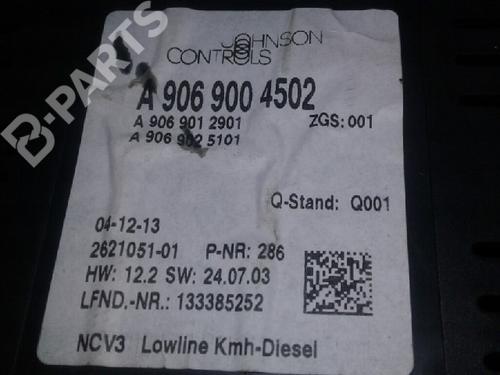 B-PARTS
JOHNSON
CONTROLS
A 906 900 4502
A 906 901 2901 ZGS: 001
A 906 902 5101
Q-Stand: Q001
04-12-13
2621051-01 P-NR: 286
HW: 12.2 SW: 24.07.03
LFND.-NR.: 133385252
NCV3 Lowline Kmh-Diesel